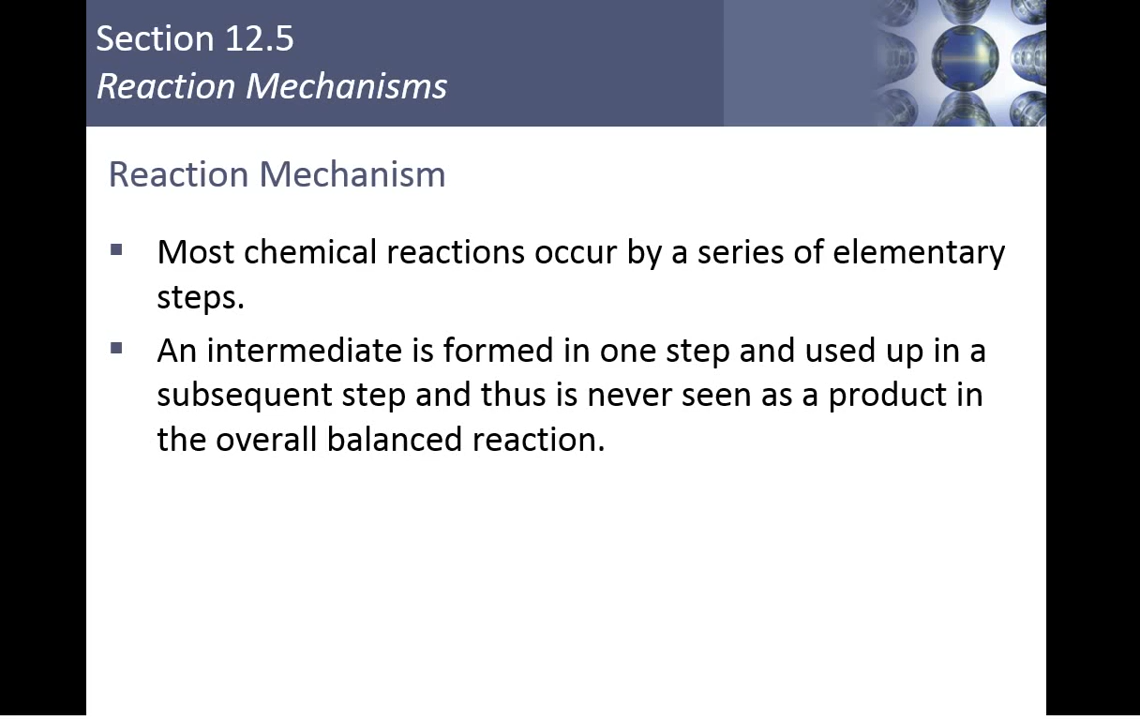 Section 12.5
Reaction Mechanisms
Reaction Mechanism
▪ Most chemical reactions occur by a series of elementary
steps.
▪ An intermediate is formed in one step and used up in a
subsequent step and thus is never seen as a product in
the overall balanced reaction.